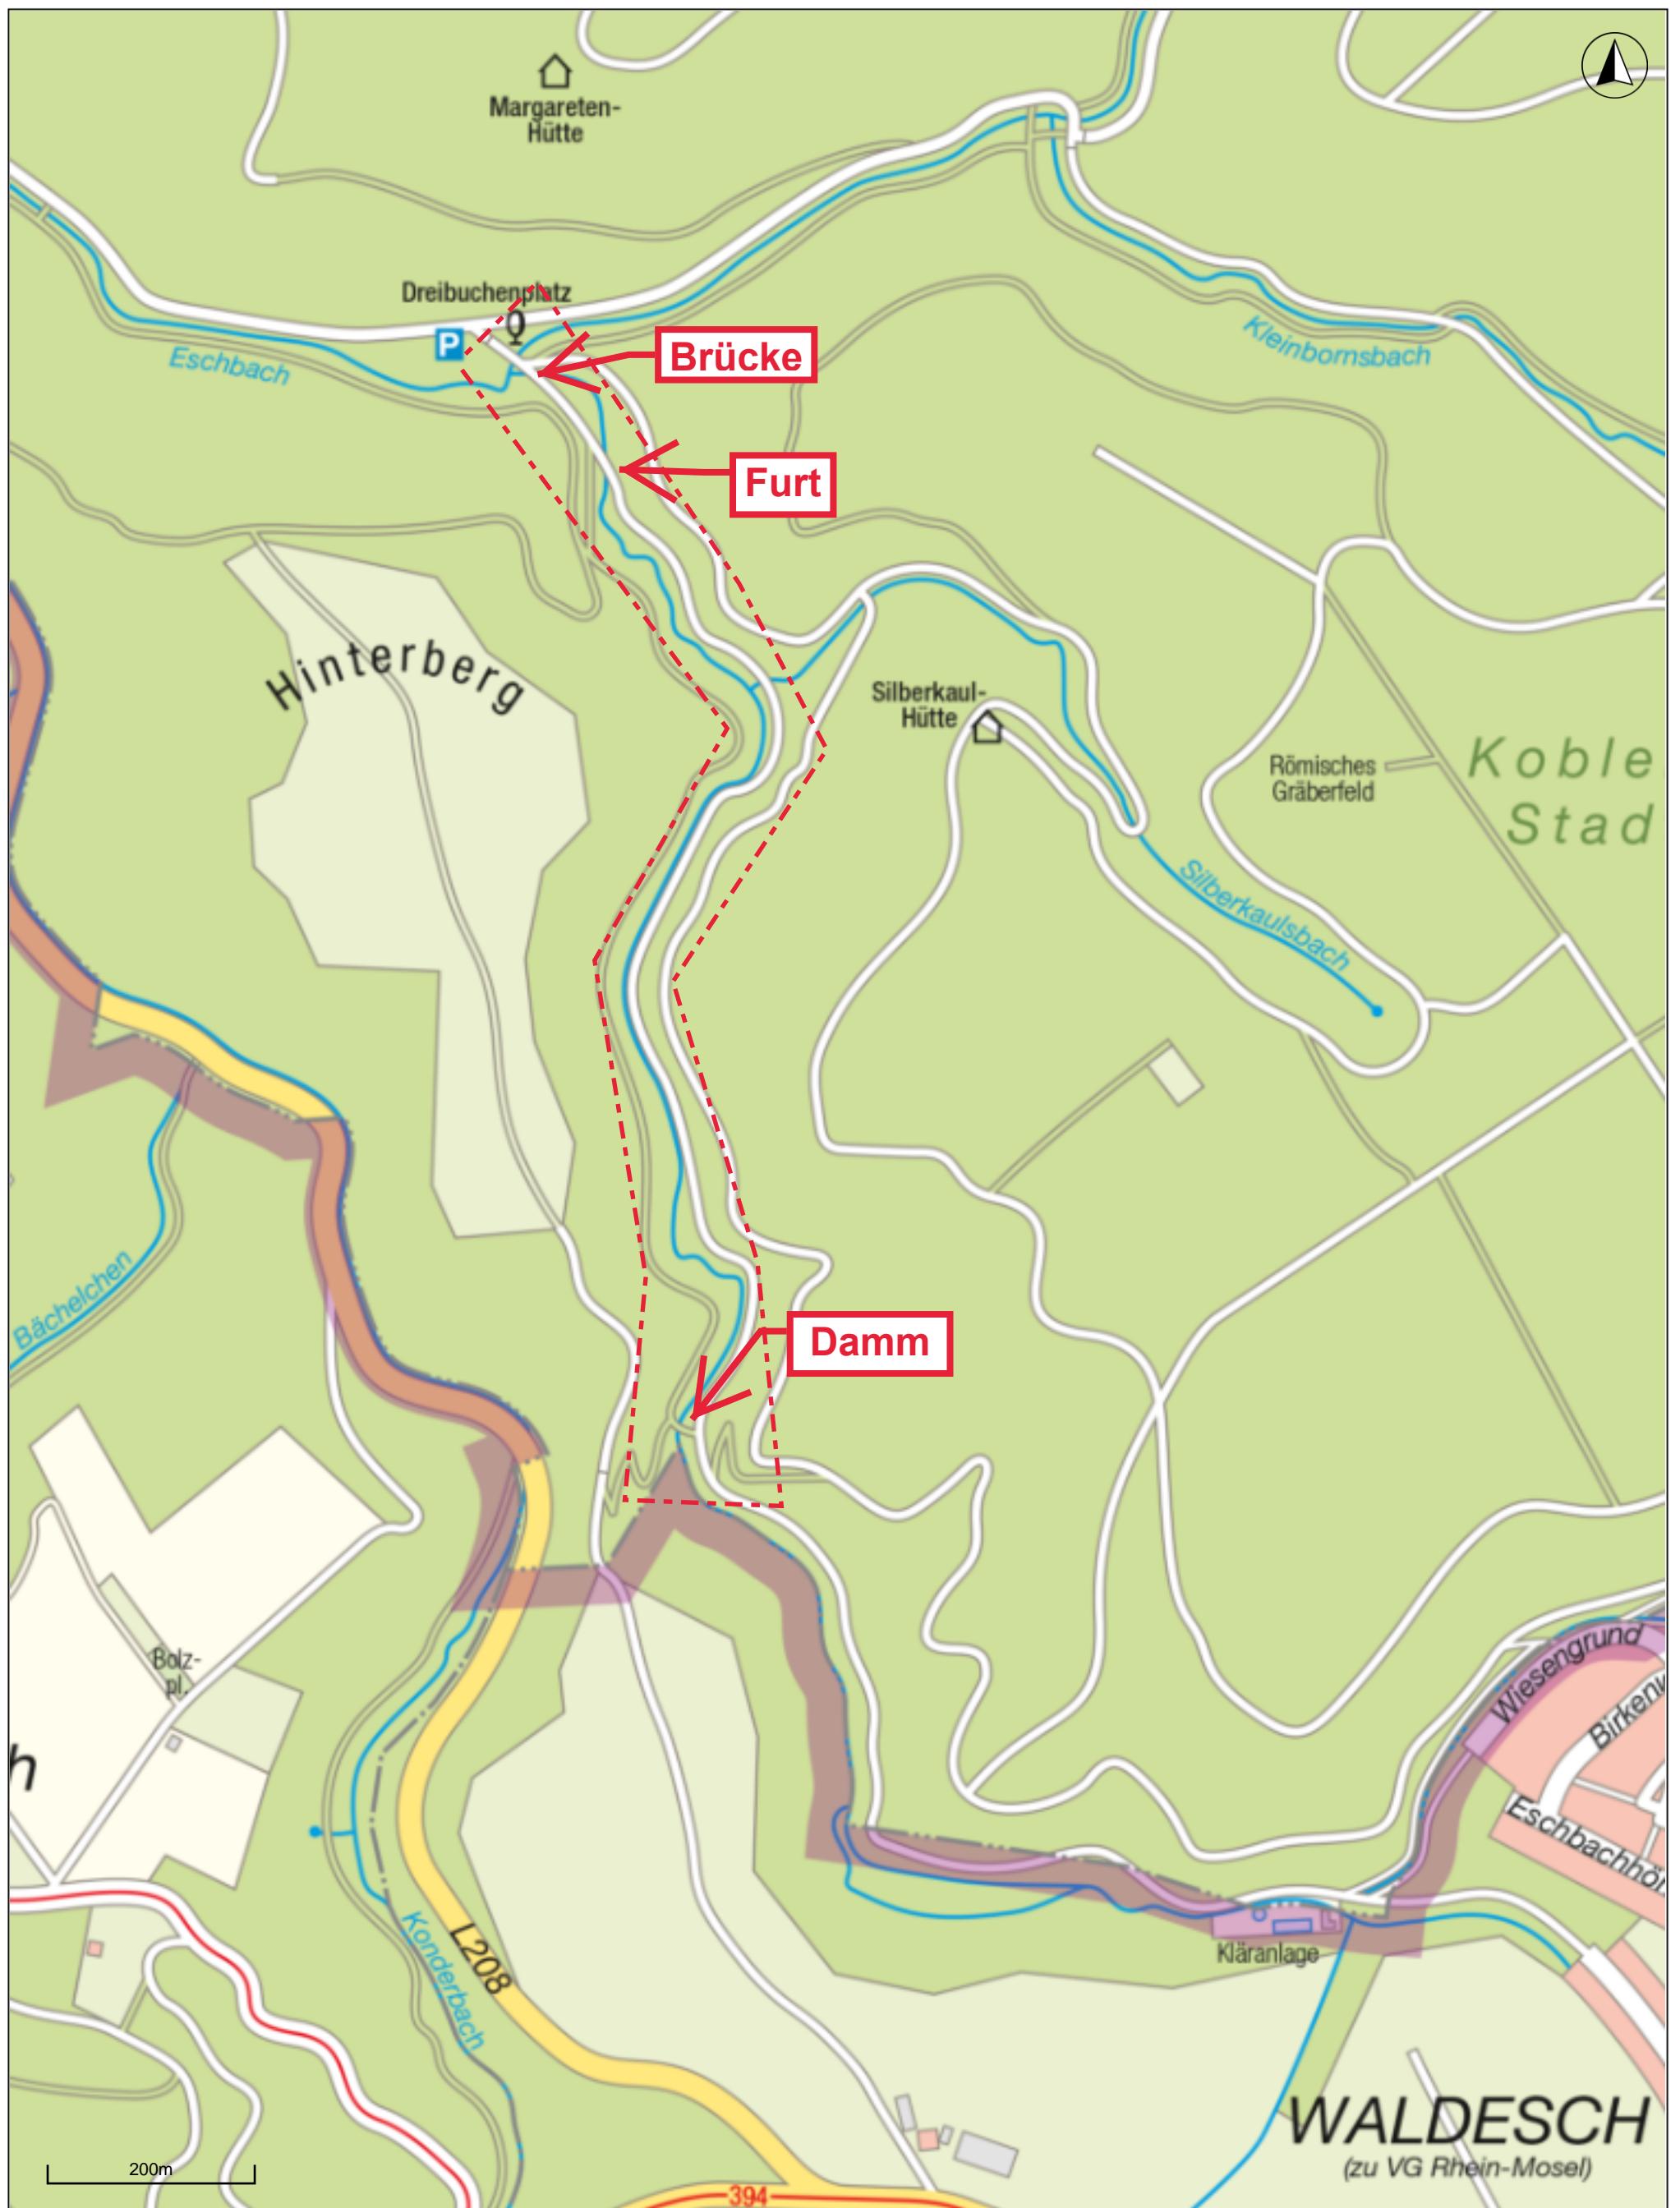 Margareten-
Hütte
Dreibuchenplatz
P
Brücke
Eschbach
Kleinbornsbach
Furt
Hinterberg
Silberkaul-
Hütte
Römisches
Gräberfeld
Koble
Stad
Silberkaulsbach
Bächelchen
Damm
Bolz-
pl.
h
Wiesengrund
Birkenw
Eschbachhöh
L208
Konderbach
Kläranlage
WALDESCH
(zu VG Rhein-Mosel)
200m
394